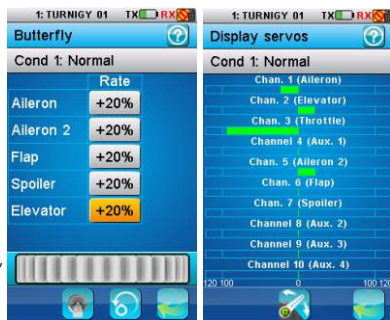 1: TURNIGY 01 TX RX
Butterfly ?
Cond 1: Normal
Rate
Aileron +20%
Aileron 2 +20%
Flap +20%
Spoiler +20%
Elevator +20%
1: TURNIGY 01 TX RX
Display servos ?
Cond 1: Normal
Chan. 1 (Aileron)
Chan. 2 (Elevator)
Chan. 3 (Throttle)
Channel 4 (Aux. 1)
Chan. 5 (Aileron 2)
Chan. 6 (Flap)
Chan. 7 (Spoiler)
Channel 8 (Aux. 2)
Channel 9 (Aux. 3)
Channel 10 (Aux. 4)
120 100 0 100 120